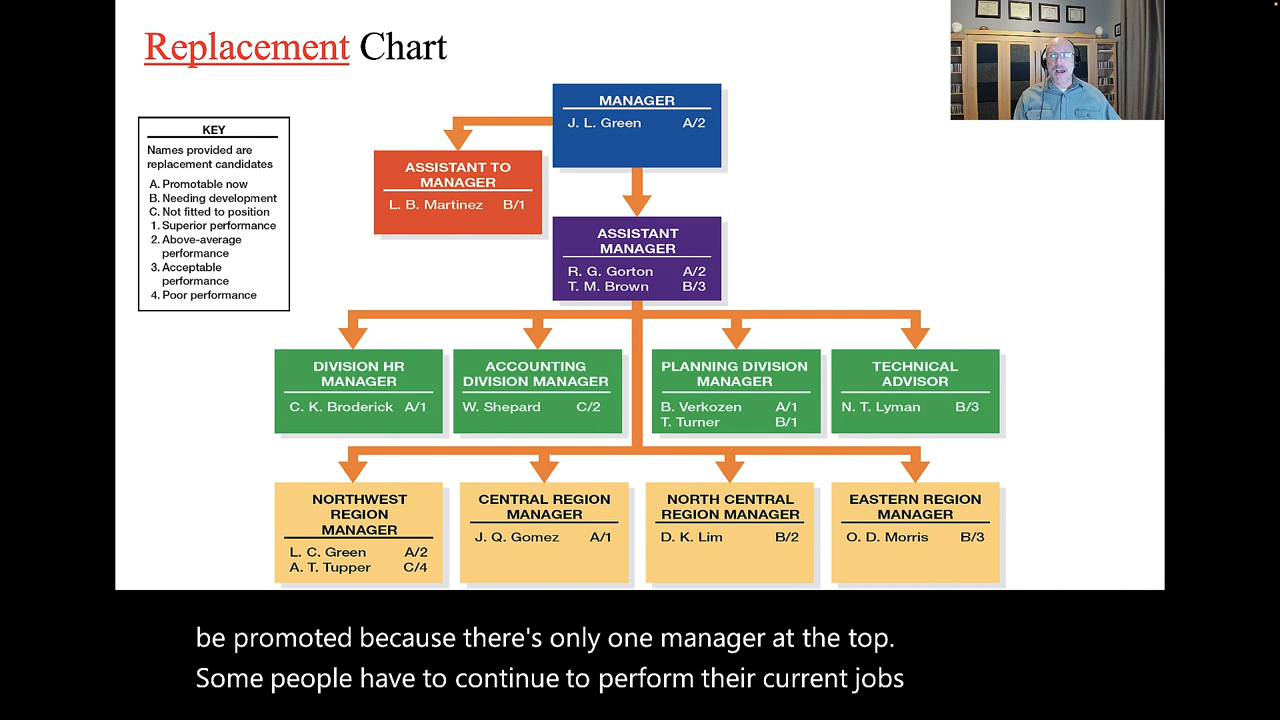 Replacement Chart
KEY
Names provided are
replacement candidates
A. Promotable now
B. Needing development
C. Not fitted to position
1. Superior performance
2. Above-average
performance
3. Acceptable
performance
4. Poor performance
MANAGER
J. L. Green A/2
ASSISTANT TO
MANAGER
L. B. Martinez B/1
ASSISTANT
MANAGER
R. G. Gorton A/2
T. M. Brown B/3
DIVISION HR
MANAGER
C. K. Broderick A/1
ACCOUNTING
DIVISION MANAGER
W. Shepard C/2
PLANNING DIVISION
MANAGER
B. Verkozen A/1
T. Turner B/1
TECHNICAL
ADVISOR
N. T. Lyman B/3
NORTHWEST
REGION
MANAGER
L. C. Green A/2
A. T. Tupper C/4
CENTRAL REGION
MANAGER
J. Q. Gomez A/1
NORTH CENTRAL
REGION MANAGER
D. K. Lim B/2
EASTERN REGION
MANAGER
O. D. Morris B/3
be promoted because there's only one manager at the top.
Some people have to continue to perform their current jobs